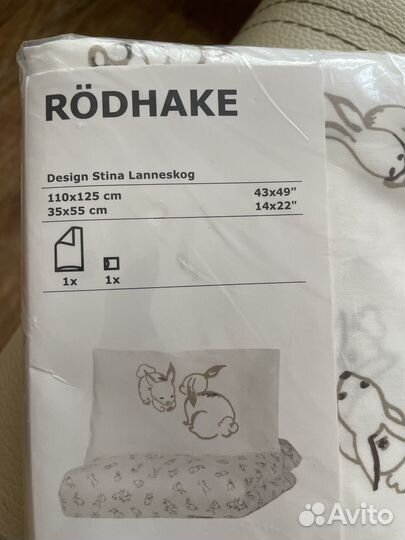 RÖDHAKE
Design Stina Lanneskog
110x125 cm 43x49"
35x55 cm 14x22"
1x 1x
Avito